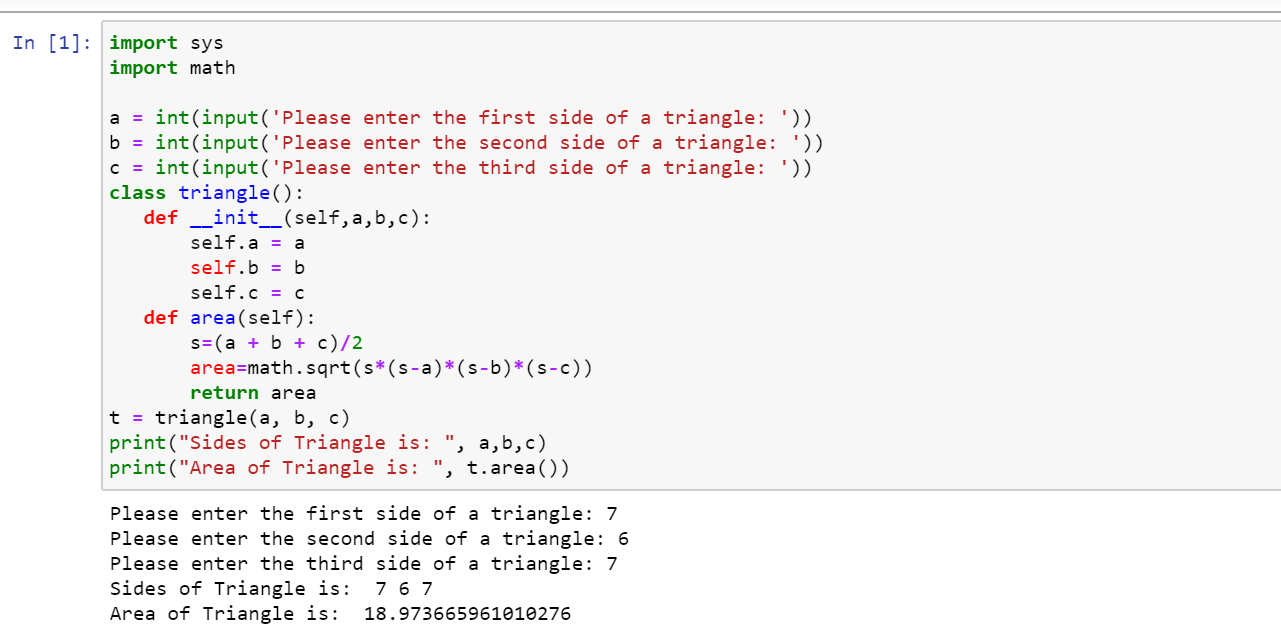 In [1]: import sys
import math
a = int(input('Please enter the first side of a triangle: '))
b = int(input('Please enter the second side of a triangle: '))
c = int(input('Please enter the third side of a triangle: '))
class triangle():
   def __init__(self,a,b,c):
       self.a = a
       self.b = b
       self.c = c
   def area(self):
       s=(a + b + c)/2
       area=math.sqrt(s*(s-a)*(s-b)*(s-c))
       return area
t = triangle(a, b, c)
print("Sides of Triangle is: ", a,b,c)
print("Area of Triangle is: ", t.area())
Please enter the first side of a triangle: 7
Please enter the second side of a triangle: 6
Please enter the third side of a triangle: 7
Sides of Triangle is:  7 6 7
Area of Triangle is:  18.973665961010276